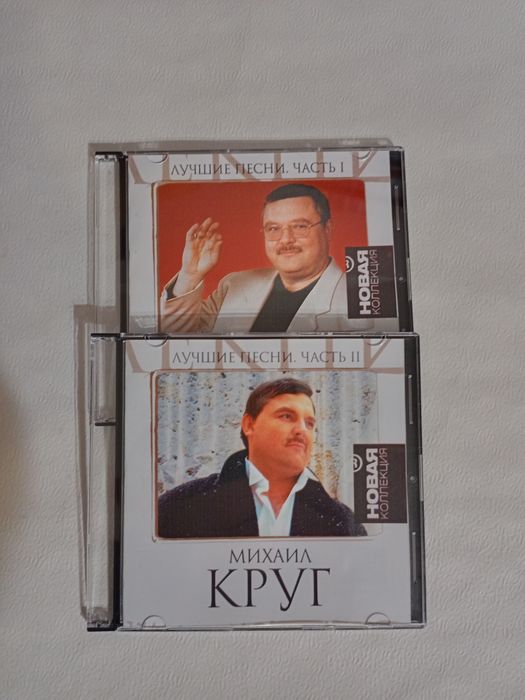 ЛУЧШИЕ ПЕСНИ. ЧАСТЬ I
®
НОВАЯ
КОЛЛЕКЦИЯ
ЛУЧШИЕ ПЕСНИ. ЧАСТЬ II
®
НОВАЯ
КОЛЛЕКЦИЯ
МИХАИЛ
КРУГ